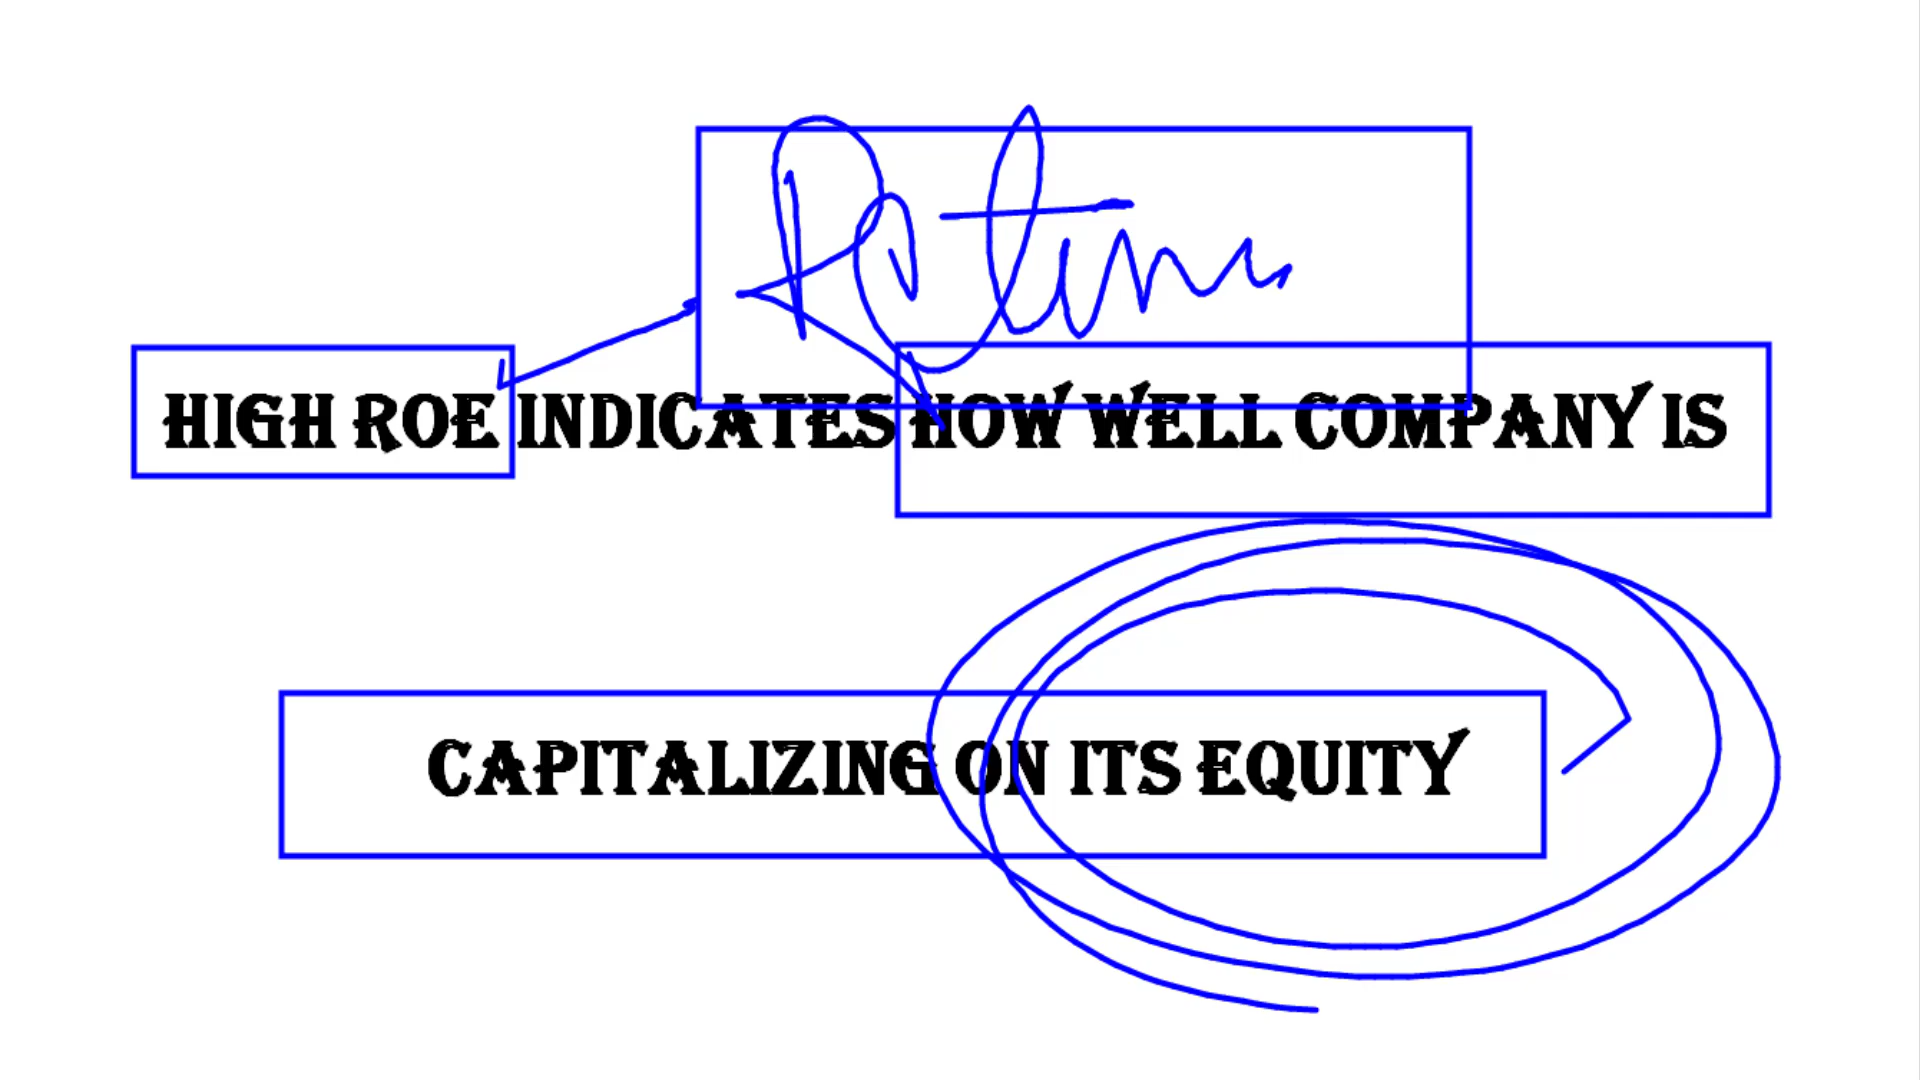 Return
HIGH ROE INDICATES HOW WELL COMPANY IS
CAPITALIZING ON ITS EQUITY